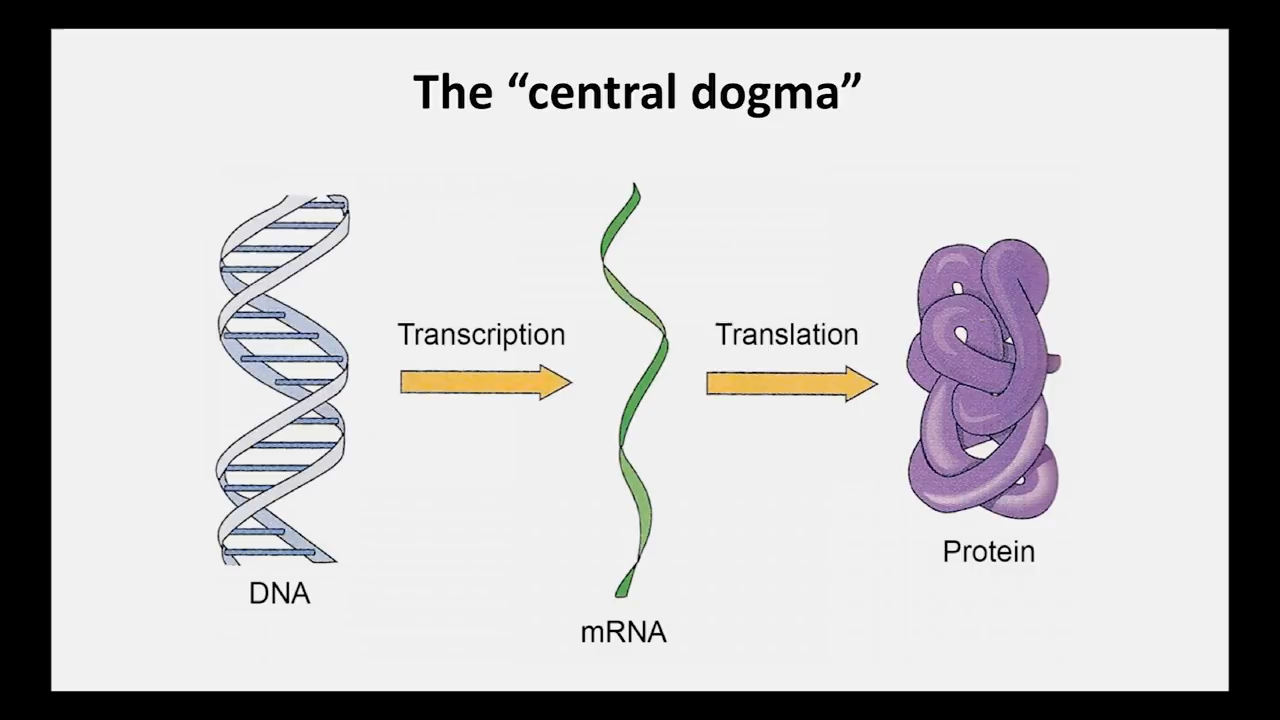 The “central dogma”
Transcription
Translation
Protein
DNA
mRNA